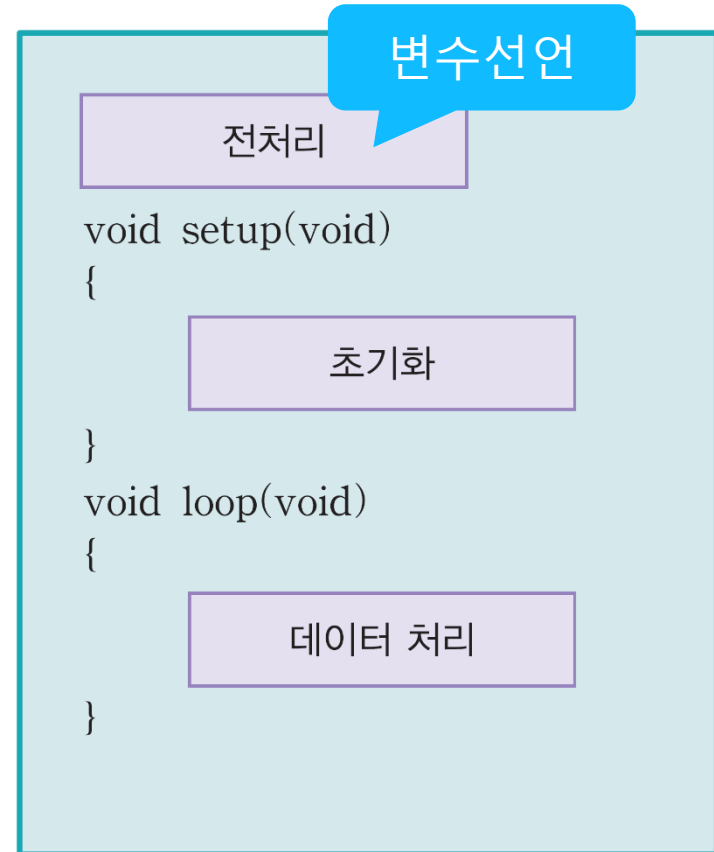 변수선언
전처리
void setup(void)
{
초기화
}
void loop(void)
{
데이터 처리
}